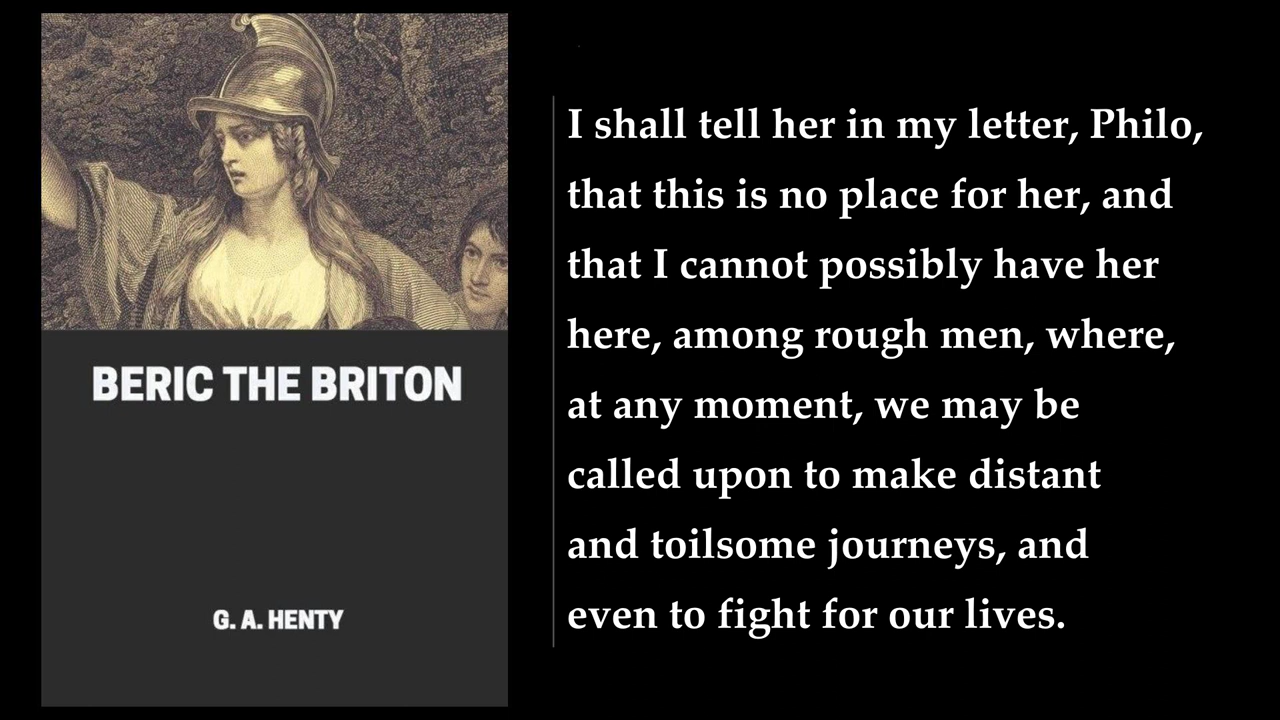 BERIC THE BRITON
G. A. HENTY
I shall tell her in my letter, Philo,
that this is no place for her, and
that I cannot possibly have her
here, among rough men, where,
at any moment, we may be
called upon to make distant
and toilsome journeys, and
even to fight for our lives.